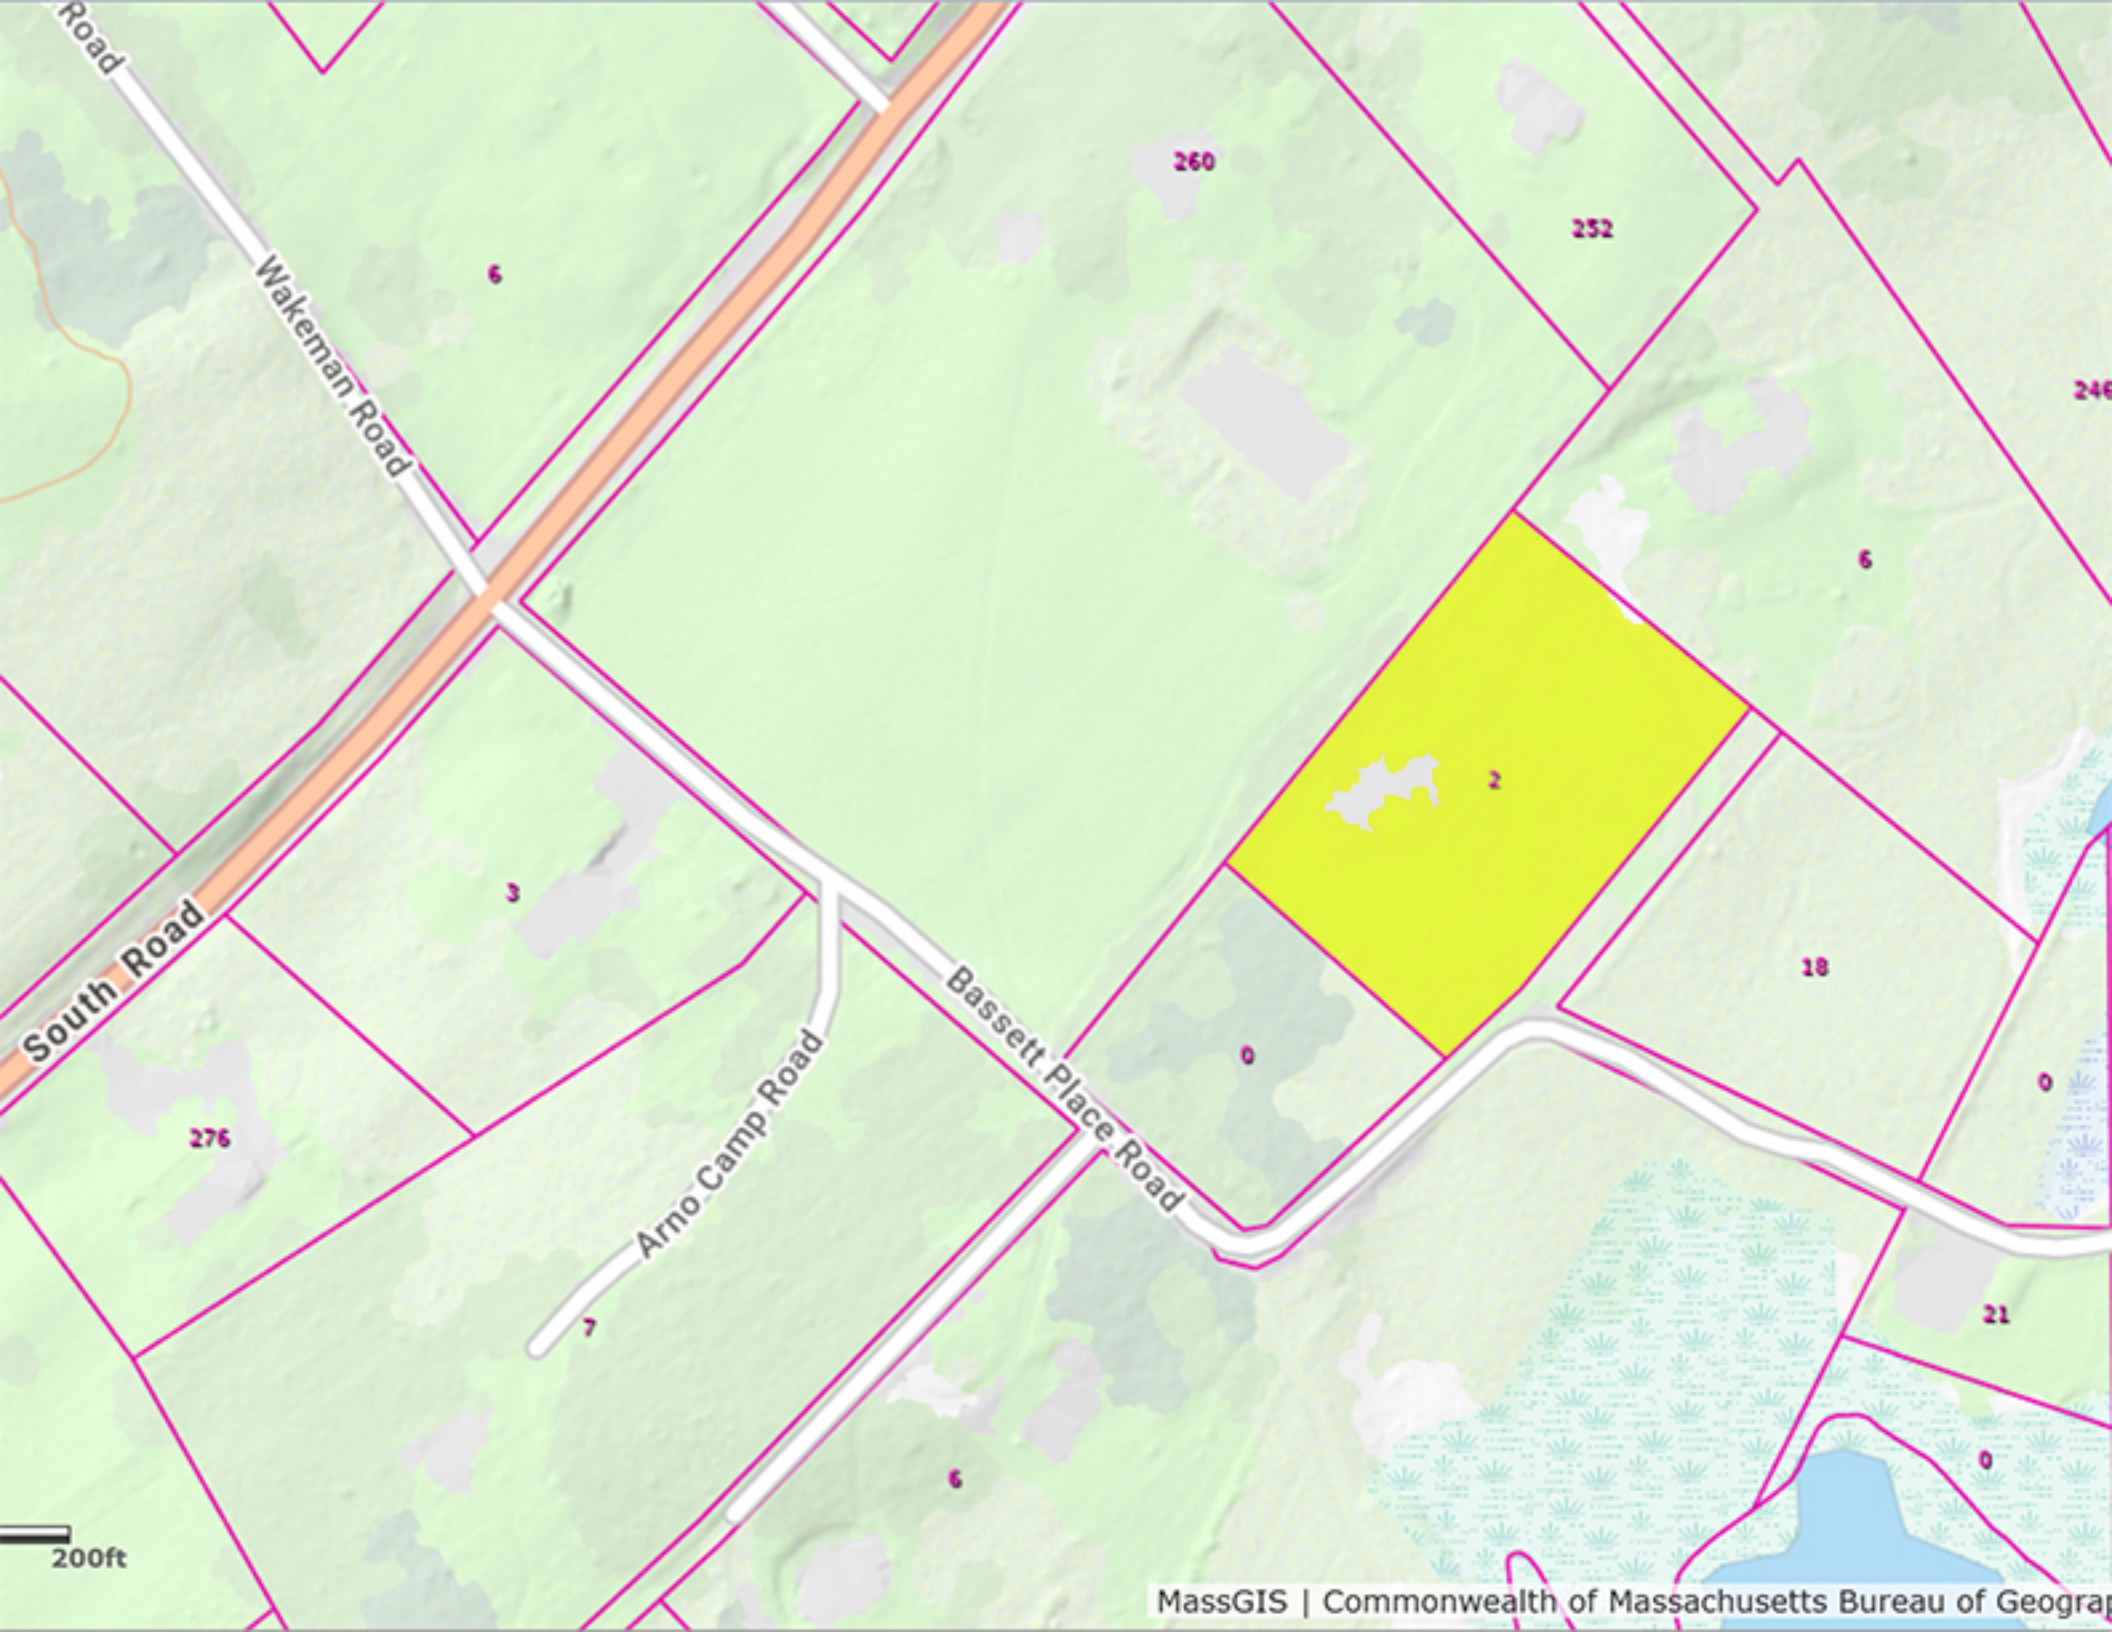 Road
260
252
6
Wakeman Road
246
6
2
3
South Road
18
Bassett Place Road
0
0
Arno Camp Road
276
21
7
0
6
200ft
MassGIS | Commonwealth of Massachusetts Bureau of Geograp